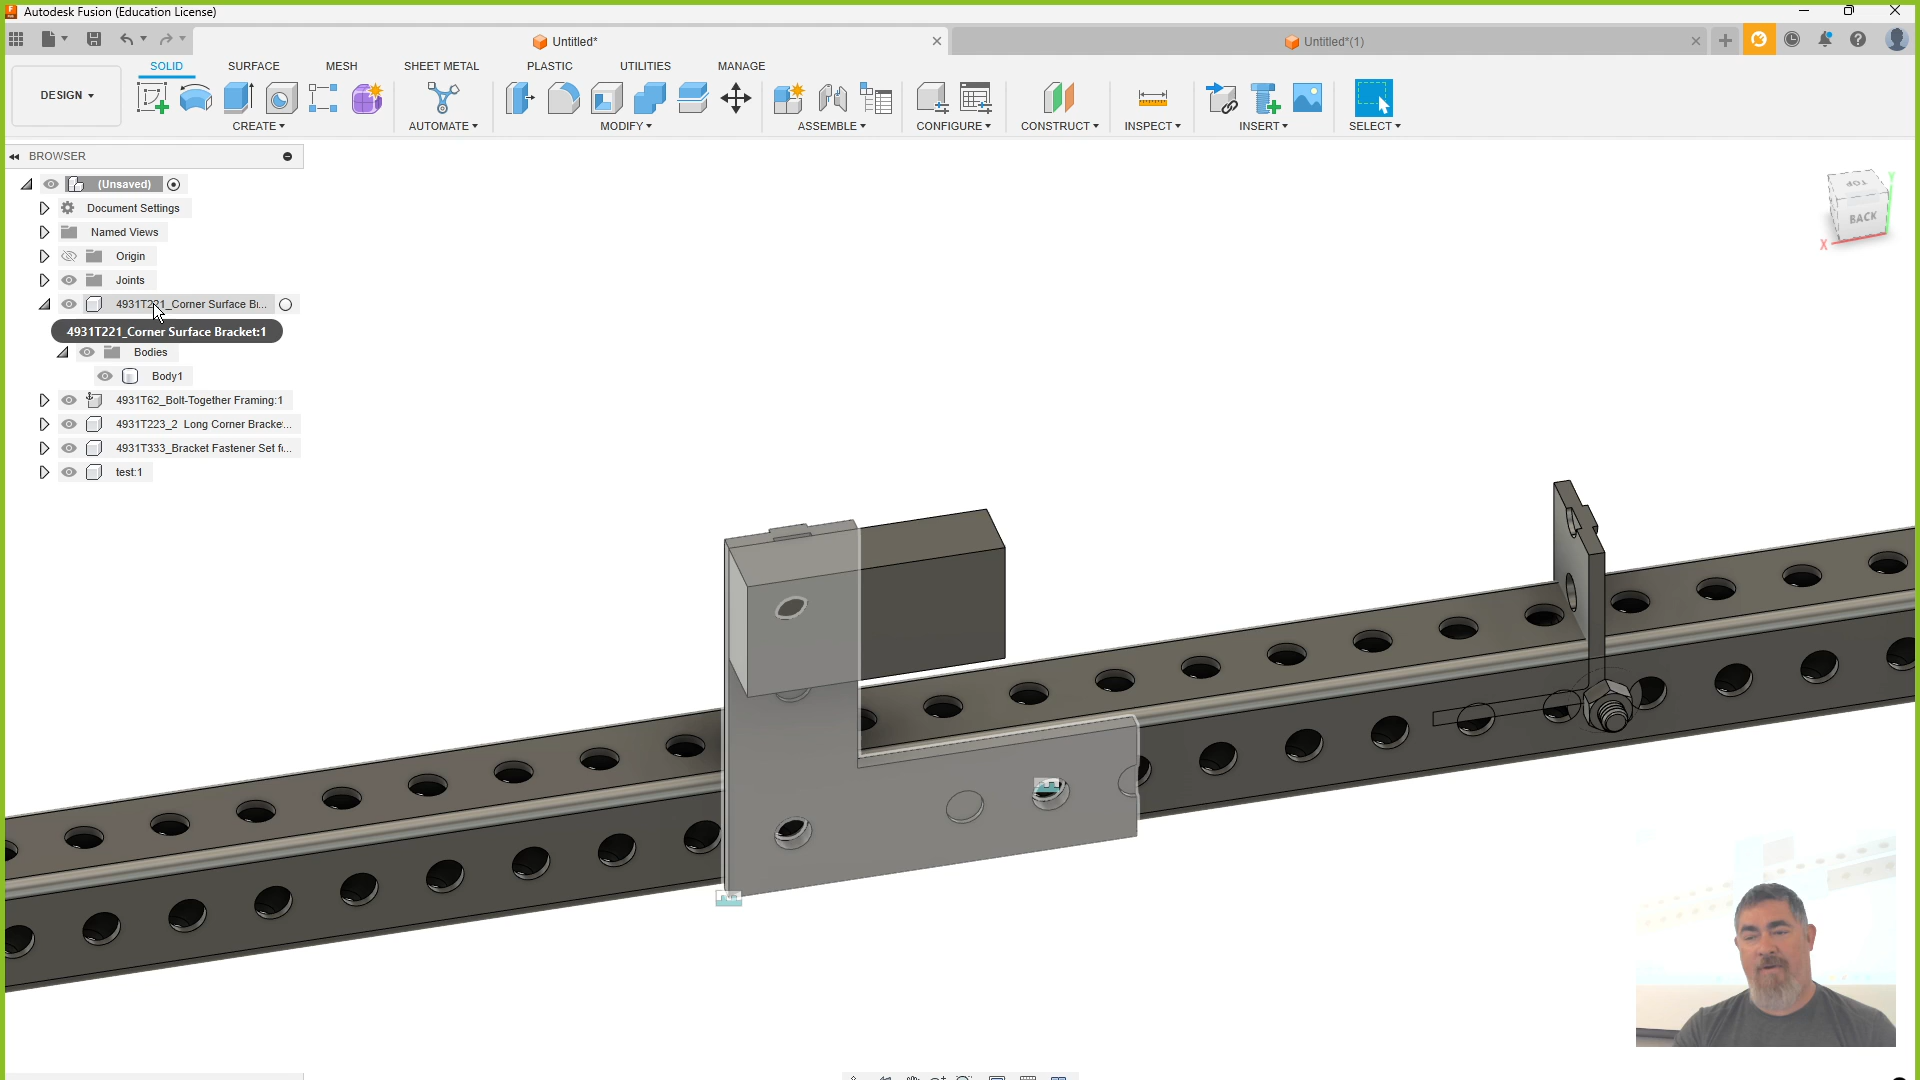 Autodesk Fusion (Education License)
Untitled*
Untitled*(1)
DESIGN
SOLID
SURFACE
MESH
SHEET METAL
PLASTIC
UTILITIES
MANAGE
CREATE
AUTOMATE
MODIFY
ASSEMBLE
CONFIGURE
CONSTRUCT
INSPECT
INSERT
SELECT
BROWSER
(Unsaved)
Document Settings
Named Views
Origin
Joints
4931T221_Corner Surface Br...
4931T221_Corner Surface Bracket:1
Bodies
Body1
4931T62_Bolt-Together Framing:1
4931T223_2 Long Corner Bracke...
4931T333_Bracket Fastener Set f...
test:1
TOP
BACK
X
Y